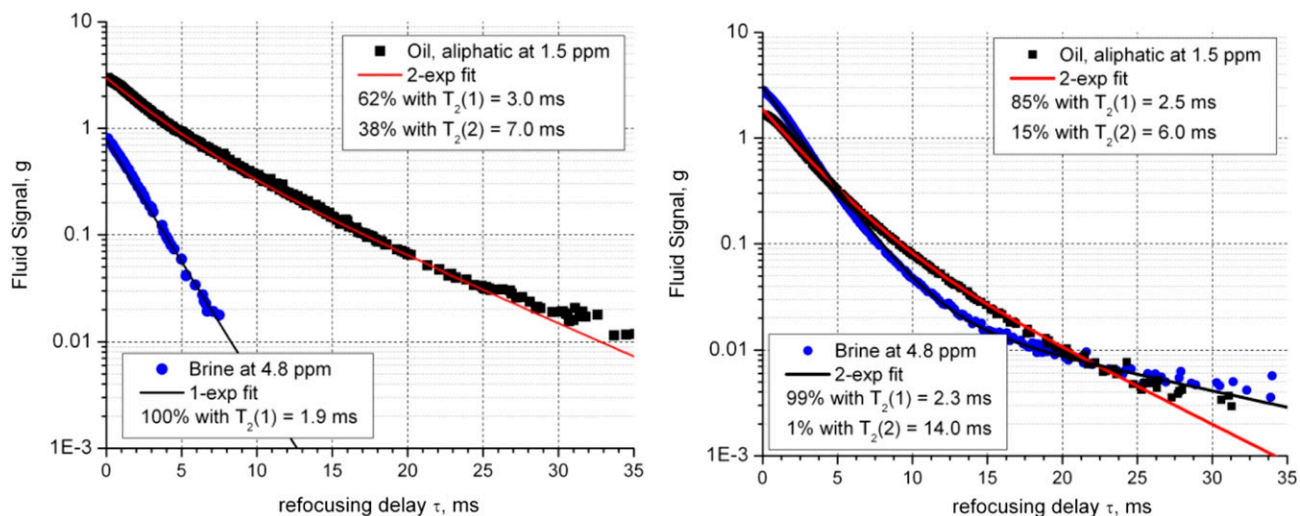 10
1
0.1
0.01
1E-3
Fluid Signal, g
Oil, aliphatic at 1.5 ppm
2-exp fit
62% with T₂(1) = 3.0 ms
38% with T₂(2) = 7.0 ms
Brine at 4.8 ppm
1-exp fit
100% with T₂(1) = 1.9 ms
0 5 10 15 20 25 30 35
refocusing delay τ, ms
10
1
0.1
0.01
1E-3
Fluid Signal, g
Oil, aliphatic at 1.5 ppm
2-exp fit
85% with T₂(1) = 2.5 ms
15% with T₂(2) = 6.0 ms
Brine at 4.8 ppm
2-exp fit
99% with T₂(1) = 2.3 ms
1% with T₂(2) = 14.0 ms
0 5 10 15 20 25 30 35
refocusing delay τ, ms